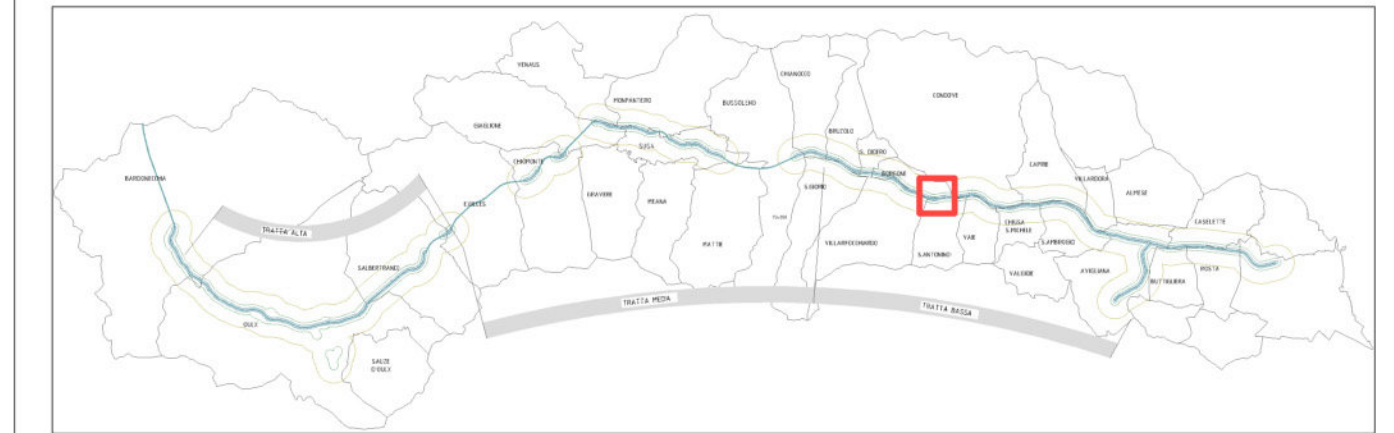 VENAUS
CHIANOCCO
MONPANTERO
BUSSOLENO
CONDOVE
GIAGLIONE
BRUZOLO
SUSA
S. DIDERO
CHIOMONTE
BORGONE
CAPRIE
BARDONECCHIA
VILLARDORA
ALMESE
GRAVERE
MEANA
S.GIORIO
EXILLES
CHIUSA
S.MICHELE
CASELETTE
TRATTA ALTA
MATTIE
VILLARFOCCHIARDO
VAIE
S.AMBROGIO
S.ANTONINO
SALBERTRAND
VALGIOIE
AVIGLIANA
BUTTIGLIERA
ROSTA
TRATTA MEDIA
TRATTA BASSA
OULX
SAUZE
D'OULX